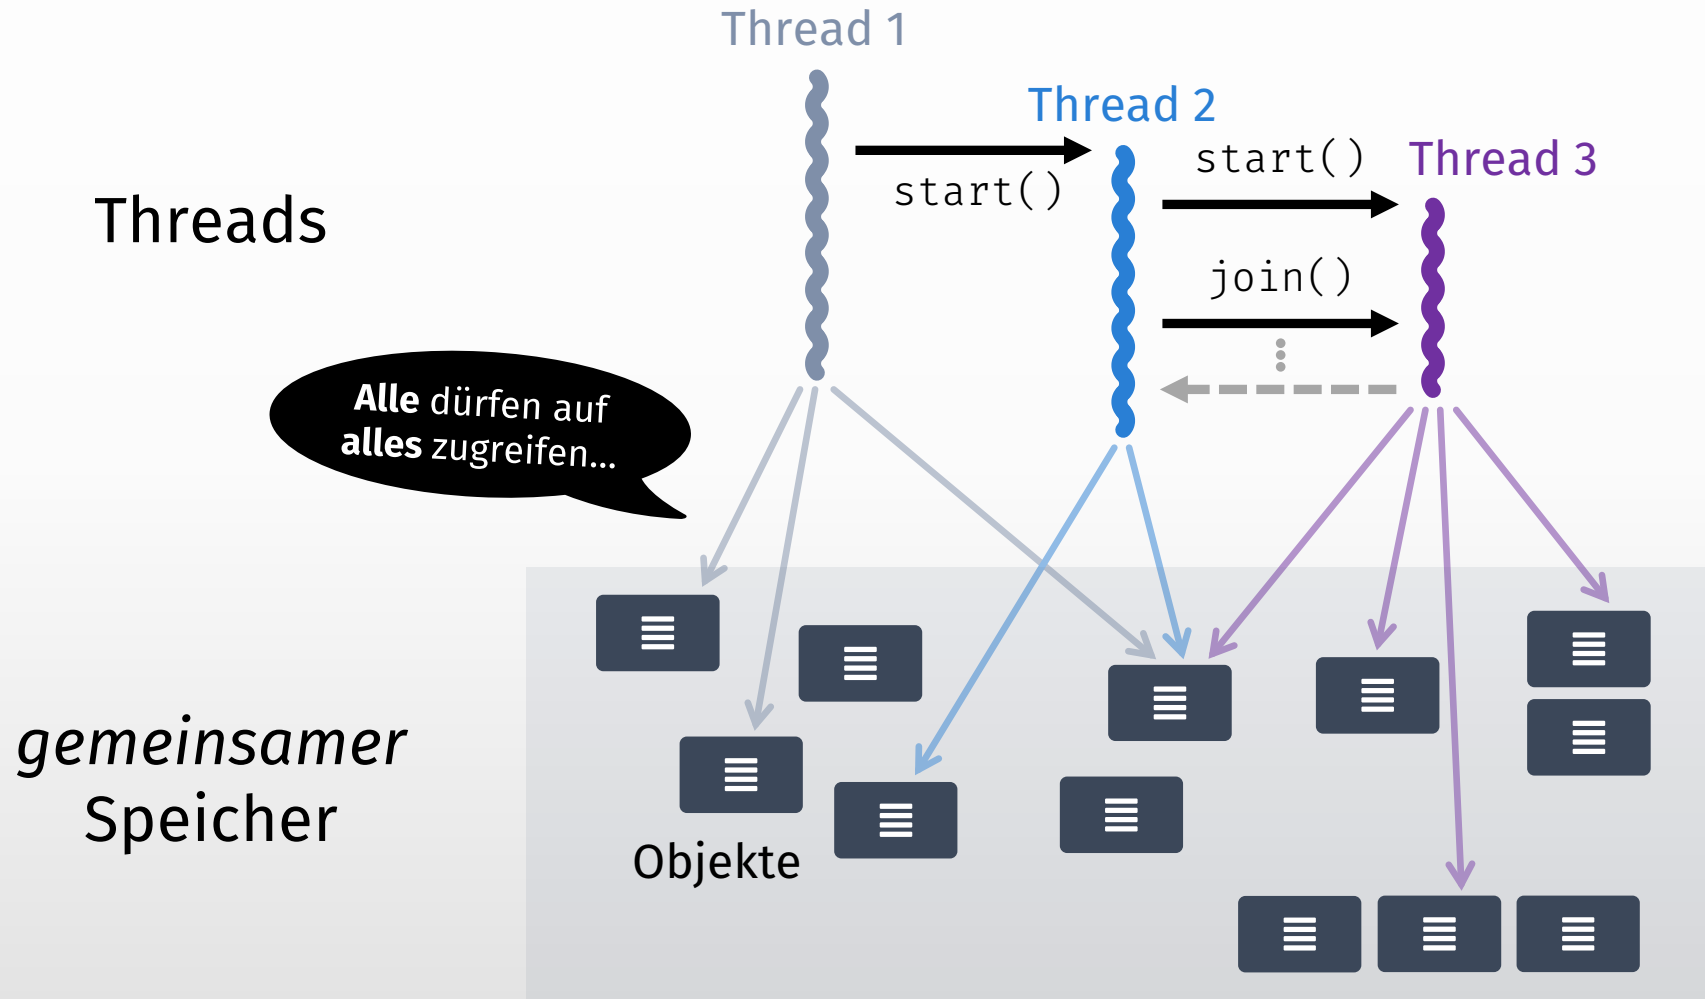 Thread 1
Thread 2
start()
Thread 3
start()
Threads
join()
Alle dürfen auf
alles zugreifen...
gemeinsamer
Speicher
Objekte